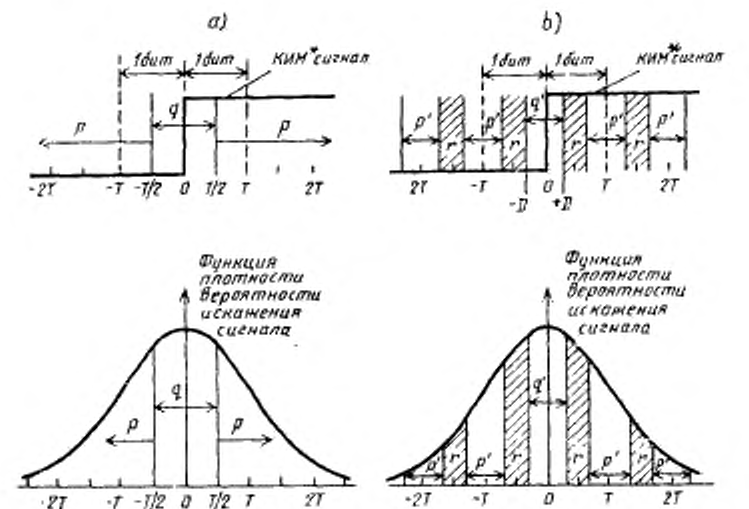 а)
1бит 1бит КИМ* сигнал
p q p
-2T -T -T/2 0 T/2 T 2T
b)
1бит 1бит КИМ* сигнал
p' r p' r q' r p' r p'
-2T -T 0 T 2T
-D +D
Функция
плотности
вероятности
искажения
сигнала
q
p p
-2T -T -T/2 0 T/2 T 2T
Функция
плотности
вероятности
искажения
сигнала
q'
p' r p' r r p' r p'
-2T -T 0 T 2T